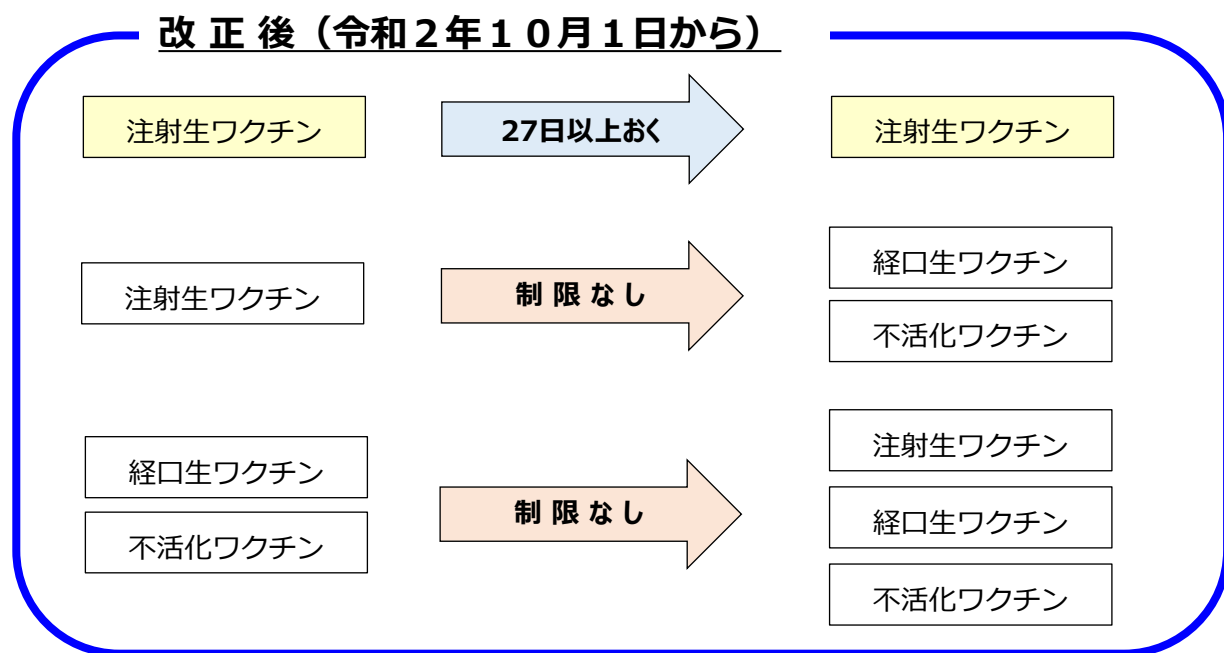 改 正 後（令和２年１０月１日から）
注射生ワクチン
27日以上おく
注射生ワクチン
注射生ワクチン
制 限 な し
経口生ワクチン
不活化ワクチン
経口生ワクチン
不活化ワクチン
制 限 な し
注射生ワクチン
経口生ワクチン
不活化ワクチン